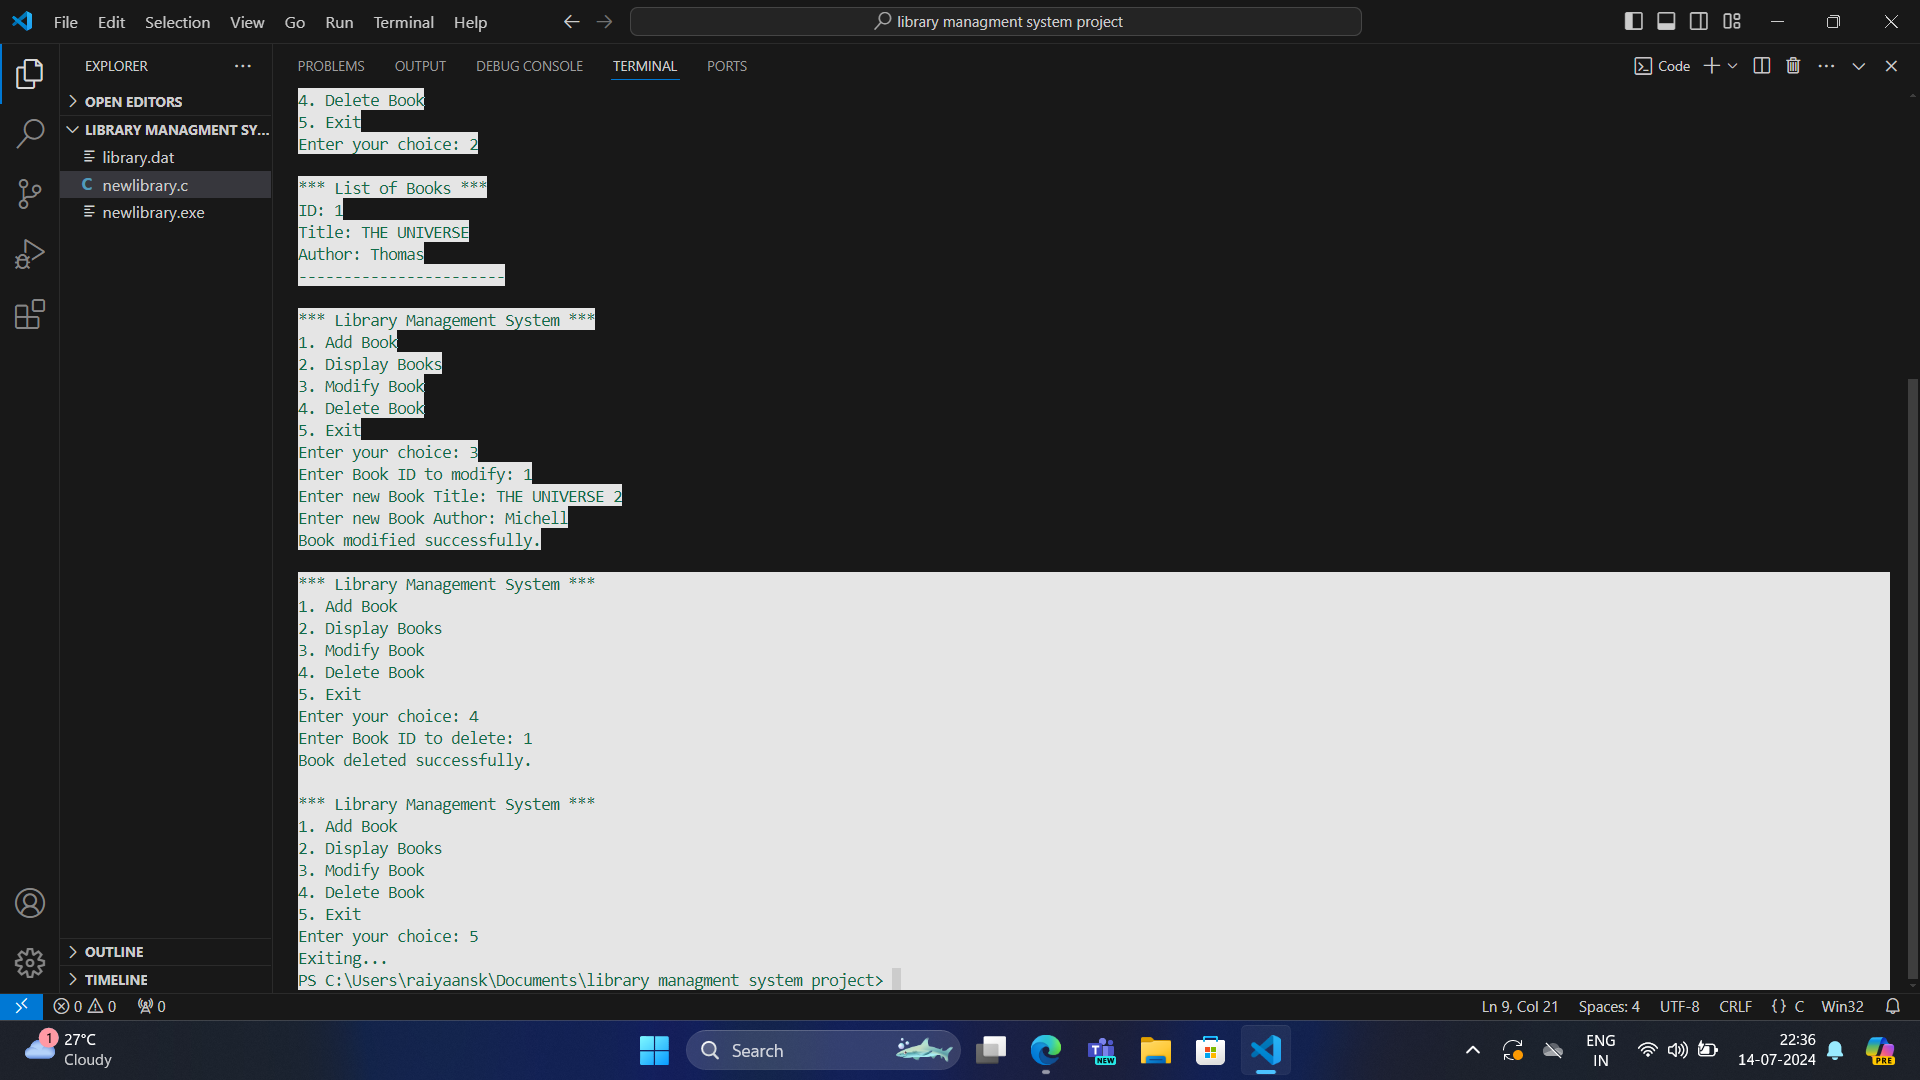 File Edit Selection View Go Run Terminal Help
library managment system project
EXPLORER
OPEN EDITORS
LIBRARY MANAGMENT SY...
library.dat
C newlibrary.c
newlibrary.exe
OUTLINE
TIMELINE
PROBLEMS OUTPUT DEBUG CONSOLE TERMINAL PORTS
Code
4. Delete Book
5. Exit
Enter your choice: 2
*** List of Books ***
ID: 1
Title: THE UNIVERSE
Author: Thomas
-----------------------
*** Library Management System ***
1. Add Book
2. Display Books
3. Modify Book
4. Delete Book
5. Exit
Enter your choice: 3
Enter Book ID to modify: 1
Enter new Book Title: THE UNIVERSE 2
Enter new Book Author: Michell
Book modified successfully.
*** Library Management System ***
1. Add Book
2. Display Books
3. Modify Book
4. Delete Book
5. Exit
Enter your choice: 4
Enter Book ID to delete: 1
Book deleted successfully.
*** Library Management System ***
1. Add Book
2. Display Books
3. Modify Book
4. Delete Book
5. Exit
Enter your choice: 5
Exiting...
PS C:\Users\raiyaansk\Documents\library managment system project>
0 0 0
Ln 9, Col 21 Spaces: 4 UTF-8 CRLF {} C Win32
1
27°C
Cloudy
Search
NEW
ENG
IN
22:36
14-07-2024
PRE